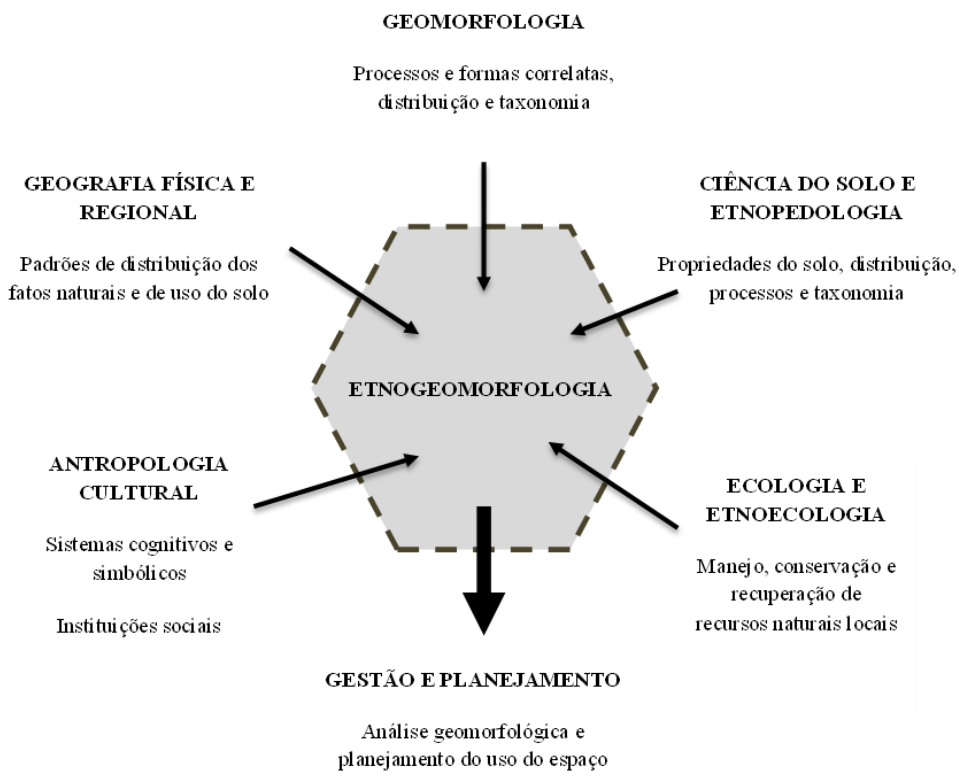 GEOMORFOLOGIA
Processos e formas correlatas,
distribuição e taxonomia
GEOGRAFIA FÍSICA E
REGIONAL
Padrões de distribuição dos
fatos naturais e de uso do solo
CIÊNCIA DO SOLO E
ETNOPEDOLOGIA
Propriedades do solo, distribuição,
processos e taxonomia
ETNOGEOMORFOLOGIA
ANTROPOLOGIA
CULTURAL
Sistemas cognitivos e
simbólicos
Instituições sociais
ECOLOGIA E
ETNOECOLOGIA
Manejo, conservação e
recuperação de
recursos naturais locais
GESTÃO E PLANEJAMENTO
Análise geomorfológica e
planejamento do uso do espaço